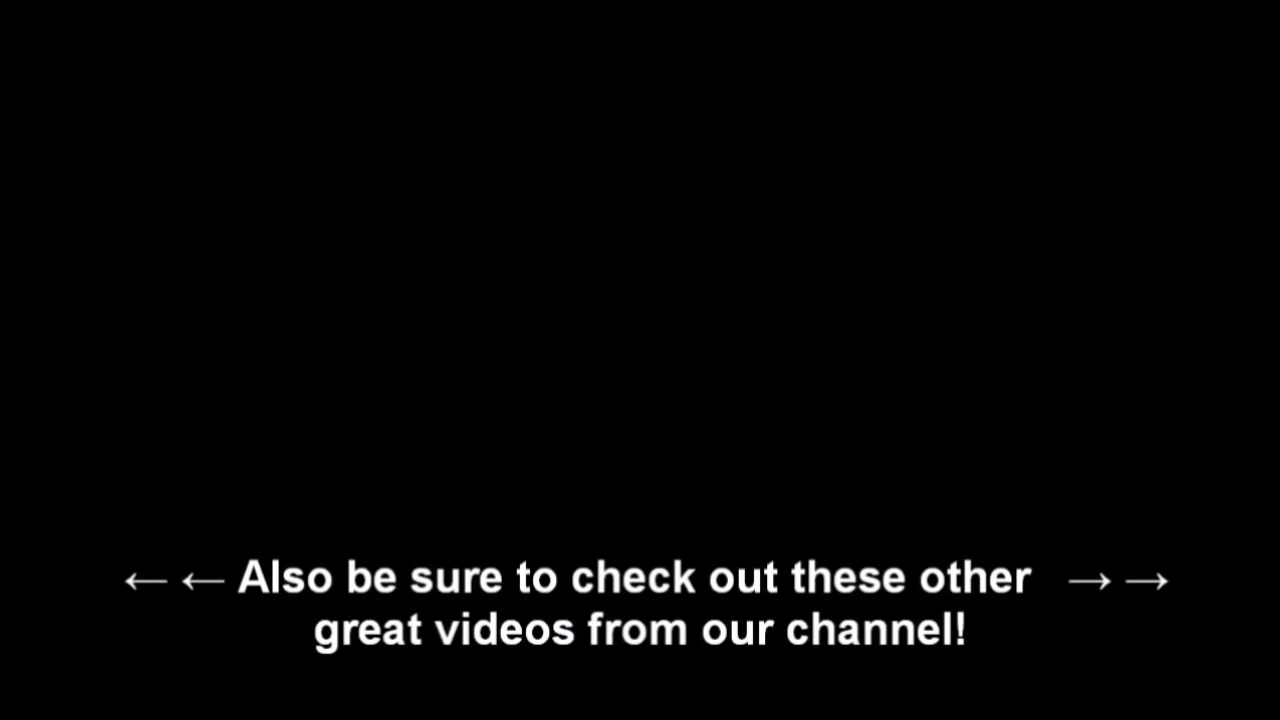 ← ← Also be sure to check out these other → →
great videos from our channel!